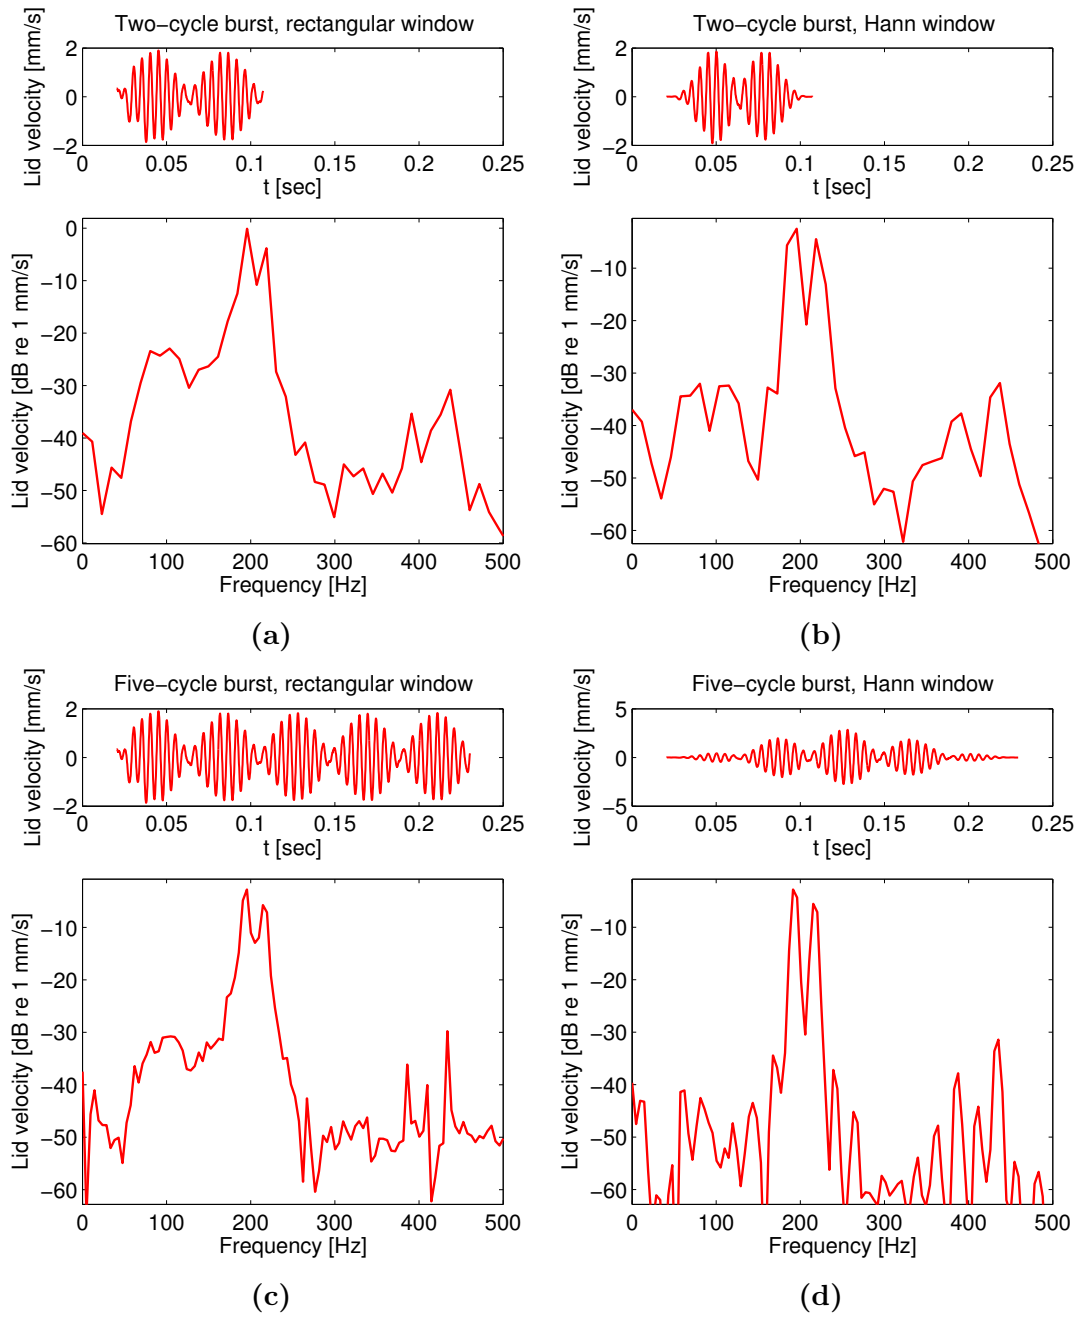 Two−cycle burst, rectangular window
Lid velocity [mm/s]
2
0
−2
0 0.05 0.1 0.15 0.2 0.25
t [sec]
Lid velocity [dB re 1 mm/s]
0
−10
−20
−30
−40
−50
−60
0 100 200 300 400 500
Frequency [Hz]
(a)
Two−cycle burst, Hann window
Lid velocity [mm/s]
2
0
−2
0 0.05 0.1 0.15 0.2 0.25
t [sec]
Lid velocity [dB re 1 mm/s]
−10
−20
−30
−40
−50
−60
0 100 200 300 400 500
Frequency [Hz]
(b)
Five−cycle burst, rectangular window
Lid velocity [mm/s]
2
0
−2
0 0.05 0.1 0.15 0.2 0.25
t [sec]
Lid velocity [dB re 1 mm/s]
−10
−20
−30
−40
−50
−60
0 100 200 300 400 500
Frequency [Hz]
(c)
Five−cycle burst, Hann window
Lid velocity [mm/s]
5
0
−5
0 0.05 0.1 0.15 0.2 0.25
t [sec]
Lid velocity [dB re 1 mm/s]
−10
−20
−30
−40
−50
−60
0 100 200 300 400 500
Frequency [Hz]
(d)